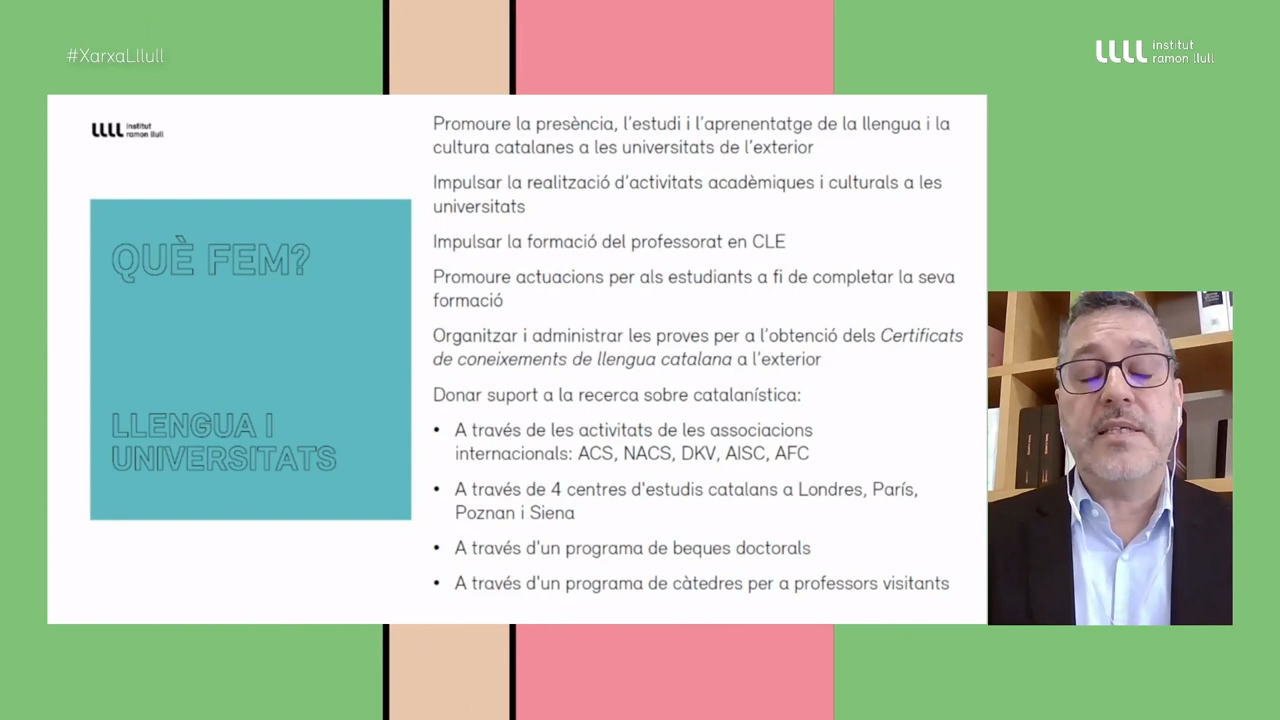 #XarxaLlull
LLLL institut
ramon llull
LLLL institut
ramon llull
QUÈ FEM?
LLENGUA I
UNIVERSITATS
Promoure la presència, l'estudi i l'aprenentatge de la llengua i la
cultura catalanes a les universitats de l'exterior
Impulsar la realització d'activitats acadèmiques i culturals a les
universitats
Impulsar la formació del professorat en CLE
Promoure actuacions per als estudiants a fi de completar la seva
formació
Organitzar i administrar les proves per a l'obtenció dels Certificats
de coneixements de llengua catalana a l'exterior
Donar suport a la recerca sobre catalanística:
• A través de les activitats de les associacions
internacionals: ACS, NACS, DKV, AISC, AFC
• A través de 4 centres d'estudis catalans a Londres, París,
Poznan i Siena
• A través d'un programa de beques doctorals
• A través d'un programa de càtedres per a professors visitants